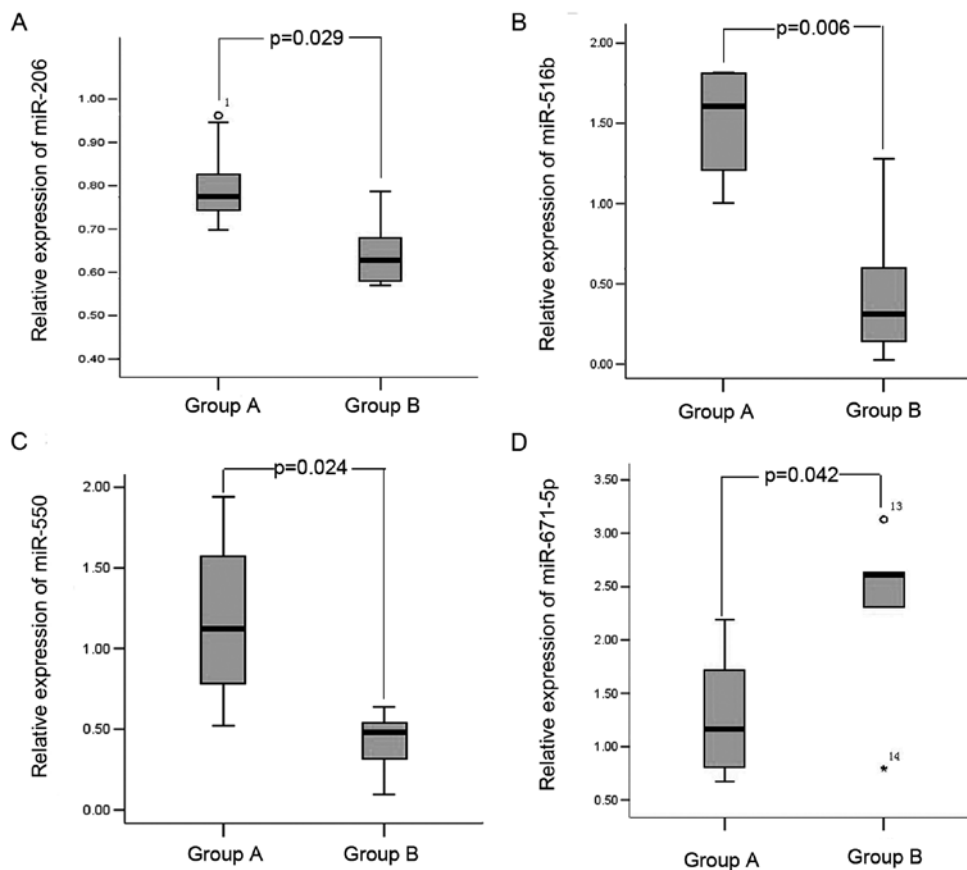 A
p=0.029
Relative expression of miR-206
1.00
0.90
0.80
0.70
0.60
0.50
0.40
1
Group A
Group B
B
p=0.006
Relative expression of miR-516b
2.00
1.50
1.00
0.50
0.00
Group A
Group B
C
p=0.024
Relative expression of miR-550
2.00
1.50
1.00
0.50
0.00
Group A
Group B
D
p=0.042
Relative expression of miR-671-5p
3.50
3.00
2.50
2.00
1.50
1.00
0.50
13
14
Group A
Group B